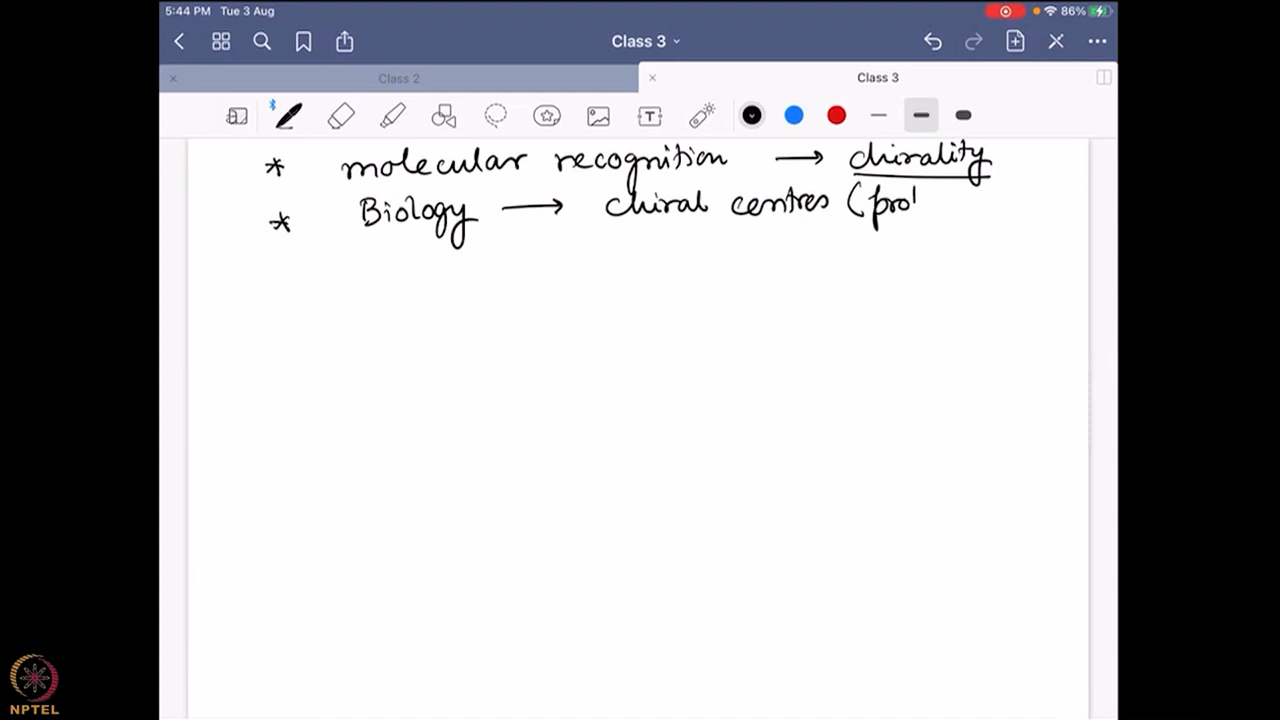 5:44 PM Tue 3 Aug
86%
Class 3
Class 2
Class 3
T
* molecular recognition → chirality
* Biology → chiral centres (pro
NPTEL